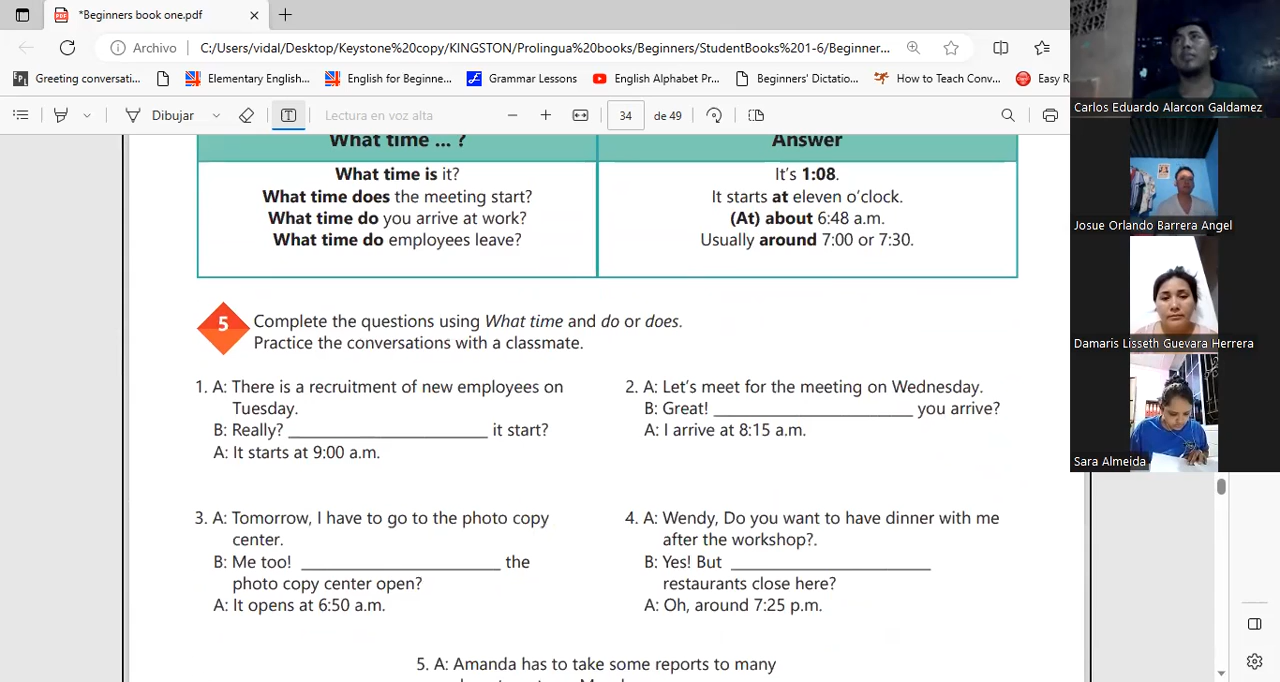 *Beginners book one.pdf
Archivo
C:/Users/vidal/Desktop/Keystone%20copy/KINGSTON/Prolingua%20books/Beginners/StudentBooks%201-6/Beginner...
Greeting conversati...
Elementary English...
English for Beginne...
Grammar Lessons
English Alphabet Pr...
Beginners' Dictatio...
How to Teach Conv...
Easy R
Dibujar
Lectura en voz alta
34 de 49
What time ... ?
Answer
What time is it?
It's 1:08.
What time does the meeting start?
It starts at eleven o'clock.
What time do you arrive at work?
(At) about 6:48 a.m.
What time do employees leave?
Usually around 7:00 or 7:30.
5
Complete the questions using What time and do or does.
Practice the conversations with a classmate.
1. A: There is a recruitment of new employees on
Tuesday.
B: Really? ______________________ it start?
A: It starts at 9:00 a.m.
2. A: Let's meet for the meeting on Wednesday.
B: Great! ______________________ you arrive?
A: I arrive at 8:15 a.m.
3. A: Tomorrow, I have to go to the photo copy
center.
B: Me too! ______________________ the
photo copy center open?
A: It opens at 6:50 a.m.
4. A: Wendy, Do you want to have dinner with me
after the workshop?.
B: Yes! But ______________________
restaurants close here?
A: Oh, around 7:25 p.m.
5. A: Amanda has to take some reports to many
Carlos Eduardo Alarcon Galdamez
Josue Orlando Barrera Angel
Damaris Lisseth Guevara Herrera
Sara Almeida